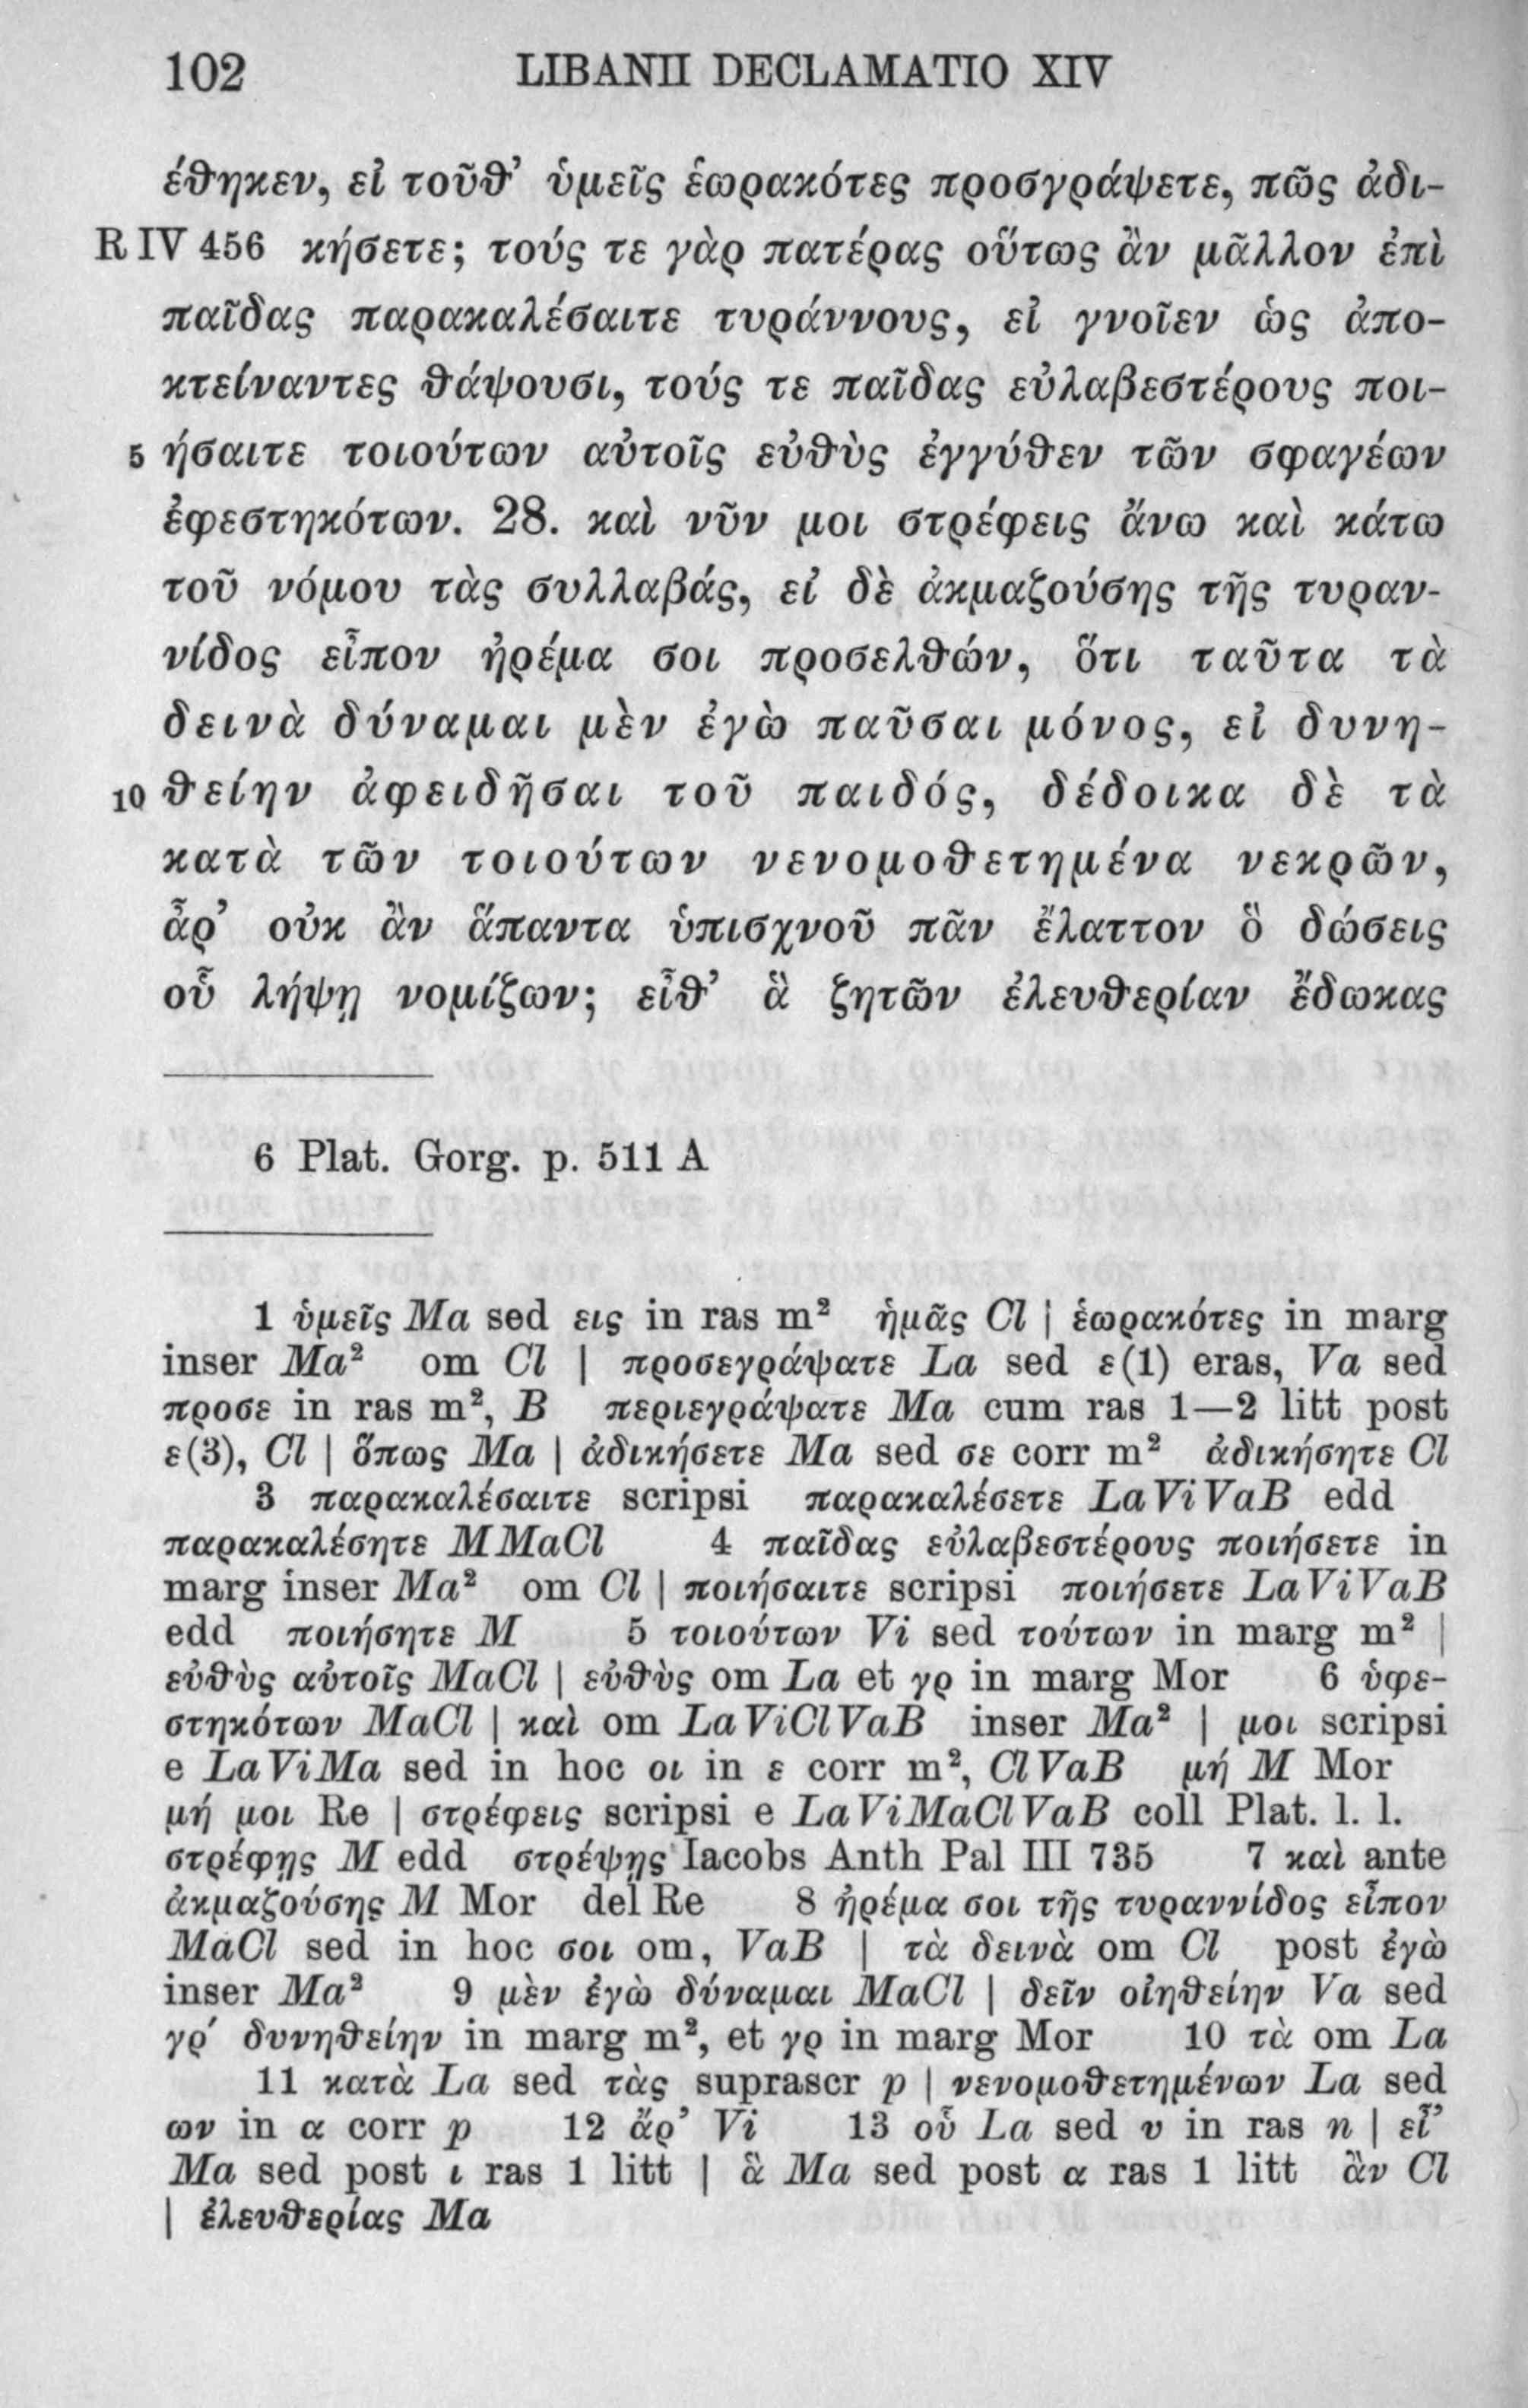 102 LIBANII DECLAMATIO XIV
έθηκεν, εἰ τοῦθ’ ὑμεῖς ἑωρακότες προσγράψετε, πῶς ἀδι-
R IV 456 κήσετε; τούς τε γὰρ πατέρας οὕτως ἂν μᾶλλον ἐπὶ
παῖδας παρακαλέσαιτε τυράννους, εἰ γνοῖεν ὡς ἀπο-
κτείναντες θάψουσι, τούς τε παῖδας εὐλαβεστέρους ποι-
5 ήσαιτε τοιούτων αὐτοῖς εὐθὺς ἐγγύθεν τῶν σφαγέων
ἐφεστηκότων. 28. καὶ νῦν μοι στρέφεις ἄνω καὶ κάτω
τοῦ νόμου τὰς συλλαβάς, εἰ δὲ ἀκμαζούσης τῆς τυραν-
νίδος εἶπον ἠρέμα σοι προσελθών, ὅτι ταῦτα τὰ
δεινὰ δύναμαι μὲν ἐγὼ παῦσαι μόνος, εἰ δυνη-
10 θείην ἀφειδῆσαι τοῦ παιδός, δέδοικα δὲ τὰ
κατὰ τῶν τοιούτων νενομοθετημένα νεκρῶν,
ἆρ’ οὐκ ἂν ἅπαντα ὑπισχνοῦ πᾶν ἔλαττον ὃ δώσεις
οὗ λήψῃ νομίζων; εἶθ’ ἃ ζητῶν ἐλευθερίαν ἔδωκας
6 Plat. Gorg. p. 511 A
1 ὑμεῖς Ma sed εις in ras m² ἡμᾶς Cl | ἑωρακότες in marg
inser Ma² om Cl | προσεγράψατε La sed ε(1) eras, Va sed
προσε in ras m², B περιεγράψατε Ma cum ras 1—2 litt post
ε(3), Cl | ὅπως Ma | ἀδικήσετε Ma sed σε corr m² ἀδικήσητε Cl
3 παρακαλέσαιτε scripsi παρακαλέσετε LaViVaB edd
παρακαλέσητε MMaCl 4 παῖδας εὐλαβεστέρους ποιήσετε in
marg inser Ma² om Cl | ποιήσαιτε scripsi ποιήσετε LaViVaB
edd ποιήσητε M 5 τοιούτων Vi sed τούτων in marg m² |
εὐθὺς αὐτοῖς MaCl | εὐθὺς om La et γρ in marg Mor 6 ὑφε-
στηκότων MaCl | καὶ om LaViClVaB inser Ma² | μοι scripsi
e LaViMa sed in hoc οι in ε corr m², ClVaB μή M Mor
μή μοι Re | στρέφεις scripsi e LaViMaClVaB coll Plat. l. l.
στρέφῃς M edd στρέψῃς Iacobs Anth Pal III 735 7 καὶ ante
ἀκμαζούσης M Mor del Re 8 ἠρέμα σοι τῆς τυραννίδος εἶπον
MaCl sed in hoc σοι om, VaB | τὰ δεινὰ om Cl post ἐγὼ
inser Ma² 9 μὲν ἐγὼ δύναμαι MaCl | δεῖν οἰηθείην Va sed
γρ′ δυνηθείην in marg m², et γρ in marg Mor 10 τὰ om La
11 κατὰ La sed τὰς suprascr p | νενομοθετημένων La sed
ων in α corr p 12 ἄρ’ Vi 13 οὗ La sed υ in ras n | εἶ’
Ma sed post ι ras 1 litt | ἃ Ma sed post α ras 1 litt ἂν Cl
| ἐλευθερίας Ma